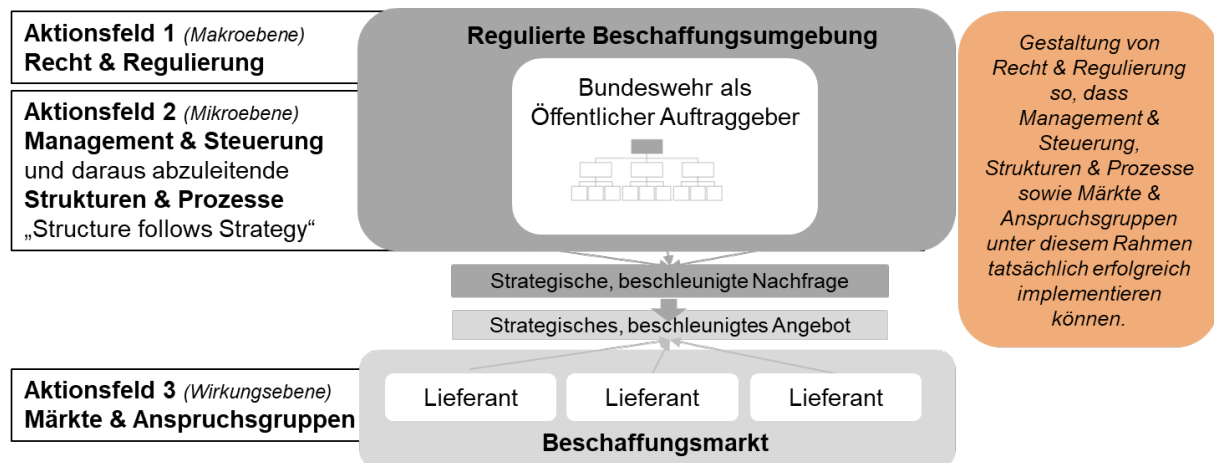 Aktionsfeld 1 (Makroebene)
Recht & Regulierung
Aktionsfeld 2 (Mikroebene)
Management & Steuerung
und daraus abzuleitende
Strukturen & Prozesse
„Structure follows Strategy“
Regulierte Beschaffungsumgebung
Bundeswehr als
Öffentlicher Auftraggeber
Gestaltung von
Recht & Regulierung
so, dass
Management &
Steuerung,
Strukturen & Prozesse
sowie Märkte &
Anspruchsgruppen
unter diesem Rahmen
tatsächlich erfolgreich
implementieren
können.
Strategische, beschleunigte Nachfrage
Strategisches, beschleunigtes Angebot
Aktionsfeld 3 (Wirkungsebene)
Märkte & Anspruchsgruppen
Lieferant
Lieferant
Lieferant
Beschaffungsmarkt